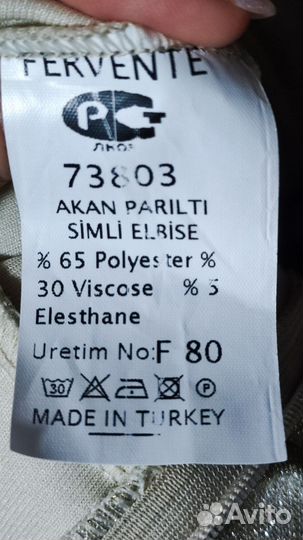 FERVENTE
73803
AKAN PARILTI
SİMLİ ELBİSE
% 65 Polyester %
30 Viscose % 5
Elesthane
Uretim No: F 80
30 P
MADE IN TURKEY
Avito